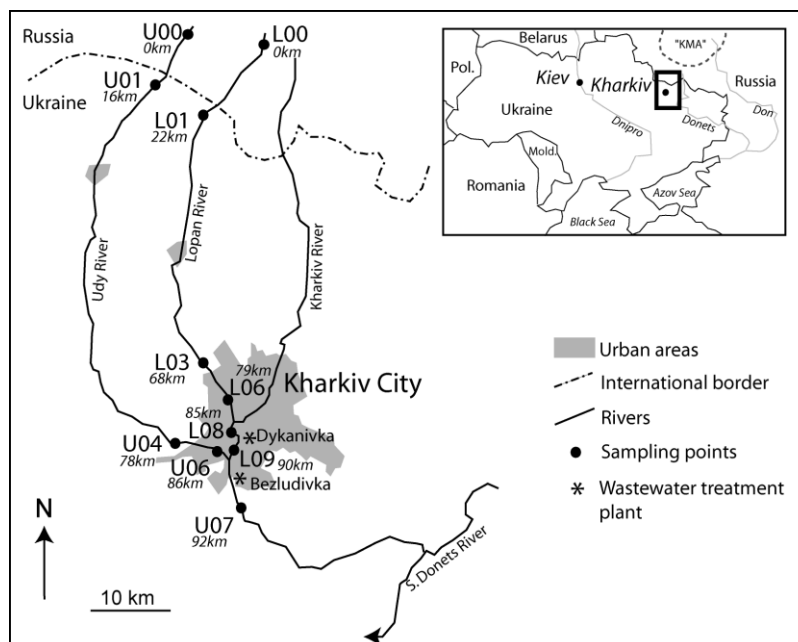 Russia
U00
0km
L00
0km
U01
16km
Ukraine
L01
22km
Udy River
Lopan River
Kharkiv River
L03
68km
79km
L06
Kharkiv City
85km
L08
Dykanivka
U04
78km
U06
86km
L09
90km
Bezludivka
U07
92km
S. Donets River
N
10 km
Belarus
"KMA"
Pol.
Kiev
Kharkiv
Russia
Ukraine
Dnipro
Donets
Don
Mold.
Romania
Azov Sea
Black Sea
Urban areas
International border
Rivers
Sampling points
Wastewater treatment
plant